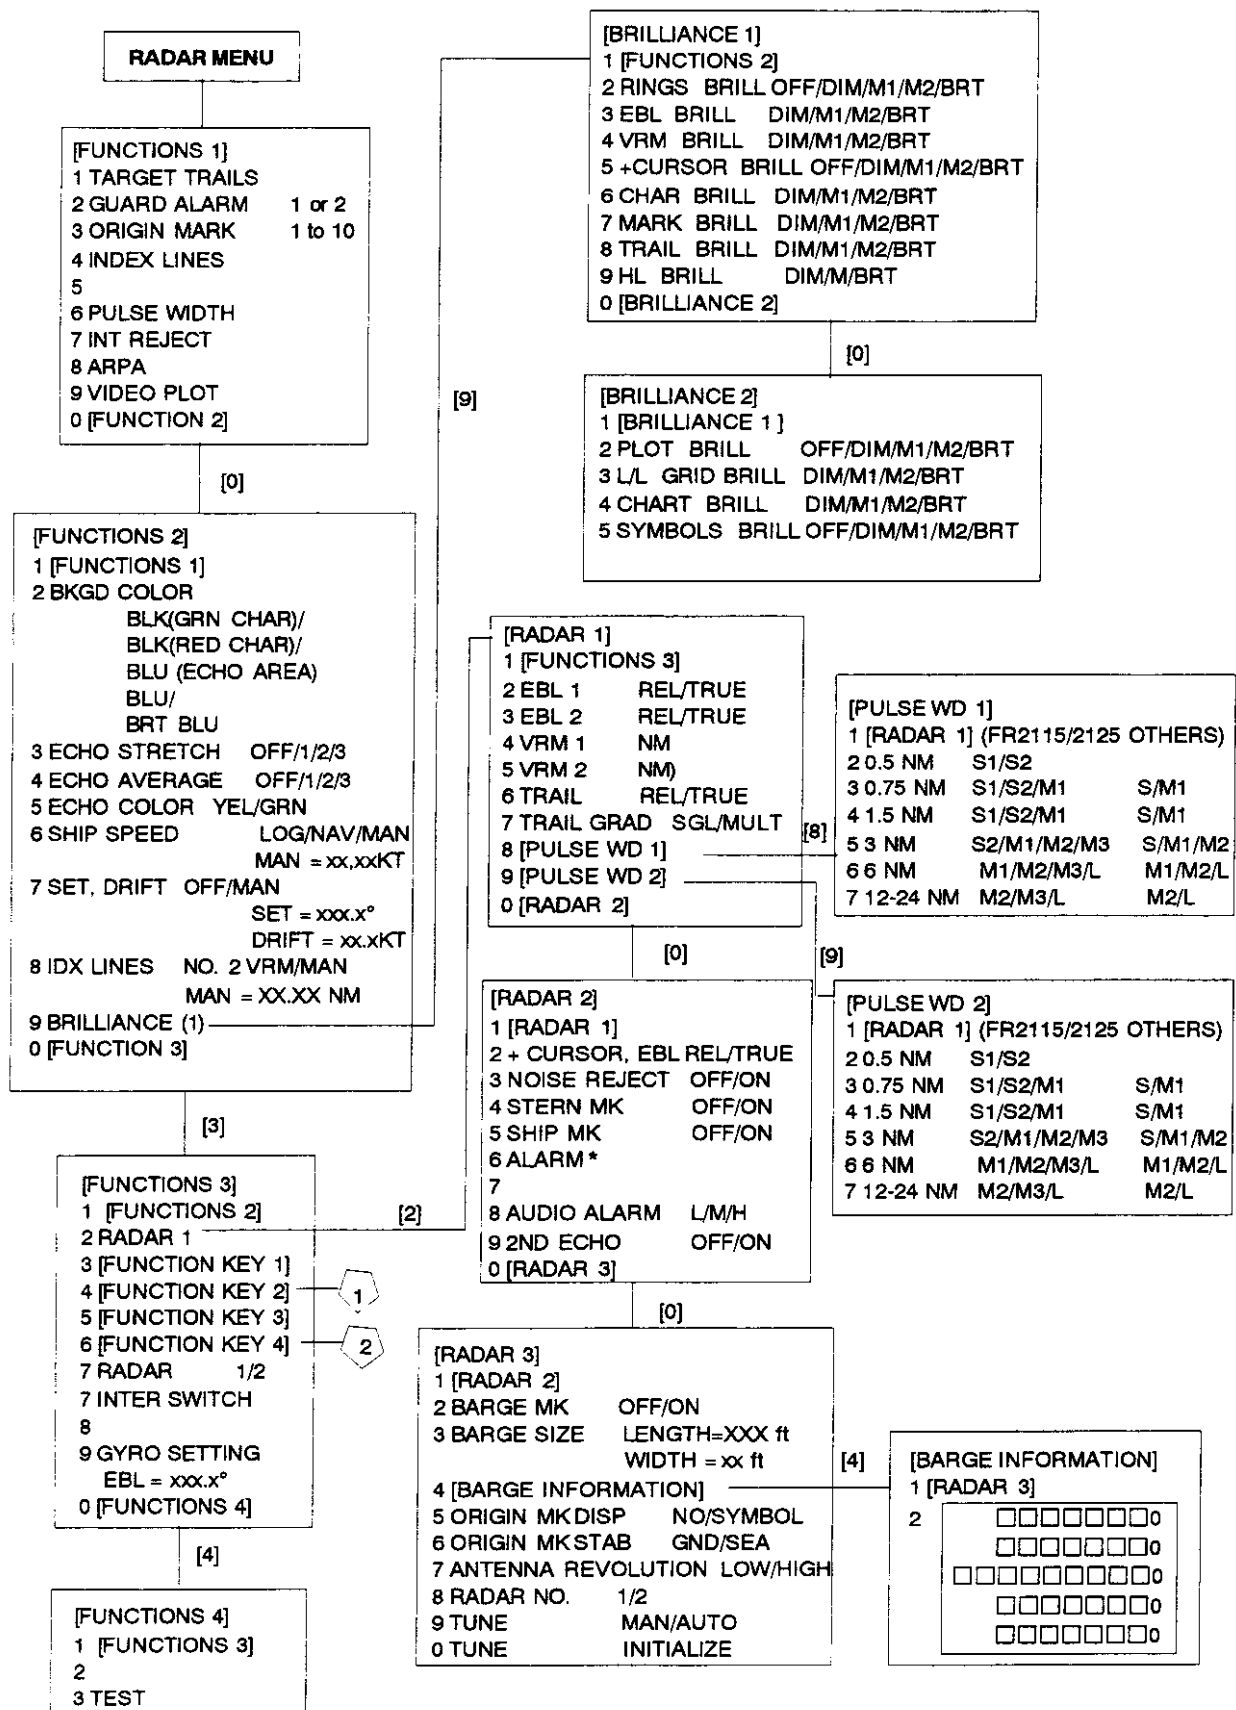 RADAR MENU
[FUNCTIONS 1]
1 TARGET TRAILS
2 GUARD ALARM 1 or 2
3 ORIGIN MARK 1 to 10
4 INDEX LINES
5
6 PULSE WIDTH
7 INT REJECT
8 ARPA
9 VIDEO PLOT
0 [FUNCTION 2]
[0]
[FUNCTIONS 2]
1 [FUNCTIONS 1]
2 BKGD COLOR
BLK(GRN CHAR)/
BLK(RED CHAR)/
BLU (ECHO AREA)
BLU/
BRT BLU
3 ECHO STRETCH OFF/1/2/3
4 ECHO AVERAGE OFF/1/2/3
5 ECHO COLOR YEL/GRN
6 SHIP SPEED LOG/NAV/MAN
MAN = xx,xxKT
7 SET, DRIFT OFF/MAN
SET = xxx.x°
DRIFT = xx.xKT
8 IDX LINES NO. 2 VRM/MAN
MAN = XX.XX NM
9 BRILLIANCE (1)
0 [FUNCTION 3]
[3]
[FUNCTIONS 3]
1 [FUNCTIONS 2]
2 RADAR 1
3 [FUNCTION KEY 1]
4 [FUNCTION KEY 2]
1
5 [FUNCTION KEY 3]
6 [FUNCTION KEY 4]
2
7 RADAR 1/2
7 INTER SWITCH
8
9 GYRO SETTING
EBL = xxx.x°
0 [FUNCTIONS 4]
[4]
[FUNCTIONS 4]
1 [FUNCTIONS 3]
2
3 TEST
[9]
[BRILLIANCE 1]
1 [FUNCTIONS 2]
2 RINGS BRILL OFF/DIM/M1/M2/BRT
3 EBL BRILL DIM/M1/M2/BRT
4 VRM BRILL DIM/M1/M2/BRT
5 +CURSOR BRILL OFF/DIM/M1/M2/BRT
6 CHAR BRILL DIM/M1/M2/BRT
7 MARK BRILL DIM/M1/M2/BRT
8 TRAIL BRILL DIM/M1/M2/BRT
9 HL BRILL DIM/M/BRT
0 [BRILLIANCE 2]
[0]
[BRILLIANCE 2]
1 [BRILLIANCE 1 ]
2 PLOT BRILL OFF/DIM/M1/M2/BRT
3 L/L GRID BRILL DIM/M1/M2/BRT
4 CHART BRILL DIM/M1/M2/BRT
5 SYMBOLS BRILL OFF/DIM/M1/M2/BRT
[2]
[RADAR 1]
1 [FUNCTIONS 3]
2 EBL 1 REL/TRUE
3 EBL 2 REL/TRUE
4 VRM 1 NM
5 VRM 2 NM)
6 TRAIL REL/TRUE
7 TRAIL GRAD SGL/MULT
8 [PULSE WD 1]
9 [PULSE WD 2]
0 [RADAR 2]
[8]
[PULSE WD 1]
1 [RADAR 1] (FR2115/2125 OTHERS)
2 0.5 NM S1/S2
3 0.75 NM S1/S2/M1 S/M1
4 1.5 NM S1/S2/M1 S/M1
5 3 NM S2/M1/M2/M3 S/M1/M2
6 6 NM M1/M2/M3/L M1/M2/L
7 12-24 NM M2/M3/L M2/L
[9]
[PULSE WD 2]
1 [RADAR 1] (FR2115/2125 OTHERS)
2 0.5 NM S1/S2
3 0.75 NM S1/S2/M1 S/M1
4 1.5 NM S1/S2/M1 S/M1
5 3 NM S2/M1/M2/M3 S/M1/M2
6 6 NM M1/M2/M3/L M1/M2/L
7 12-24 NM M2/M3/L M2/L
[0]
[RADAR 2]
1 [RADAR 1]
2 + CURSOR, EBL REL/TRUE
3 NOISE REJECT OFF/ON
4 STERN MK OFF/ON
5 SHIP MK OFF/ON
6 ALARM *
7
8 AUDIO ALARM L/M/H
9 2ND ECHO OFF/ON
0 [RADAR 3]
[0]
[RADAR 3]
1 [RADAR 2]
2 BARGE MK OFF/ON
3 BARGE SIZE LENGTH=XXX ft
WIDTH = xx ft
4 [BARGE INFORMATION]
5 ORIGIN MK DISP NO/SYMBOL
6 ORIGIN MK STAB GND/SEA
7 ANTENNA REVOLUTION LOW/HIGH
8 RADAR NO. 1/2
9 TUNE MAN/AUTO
0 TUNE INITIALIZE
[4]
[BARGE INFORMATION]
1 [RADAR 3]
2 □□□□□□□0
□□□□□□□0
□□□□□□□□□0
□□□□□□□0
□□□□□□□0